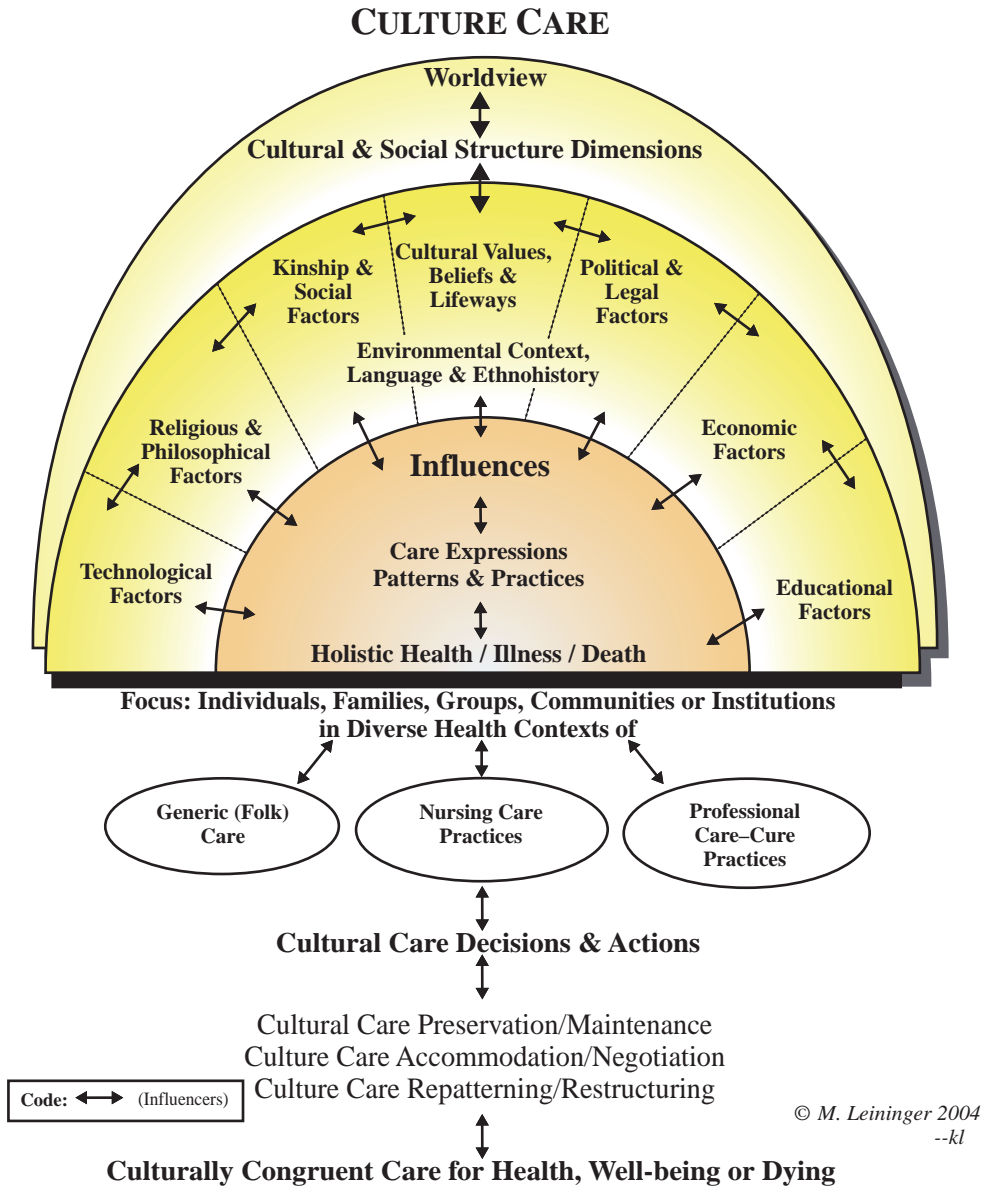 CULTURE CARE
Worldview
Cultural & Social Structure Dimensions
Kinship &
Social
Factors
Cultural Values,
Beliefs &
Lifeways
Political &
Legal
Factors
Environmental Context,
Language & Ethnohistory
Religious &
Philosophical
Factors
Economic
Factors
Technological
Factors
Educational
Factors
Influences
Care Expressions
Patterns & Practices
Holistic Health / Illness / Death
Focus: Individuals, Families, Groups, Communities or Institutions
in Diverse Health Contexts of
Generic (Folk)
Care
Nursing Care
Practices
Professional
Care–Cure
Practices
Cultural Care Decisions & Actions
Cultural Care Preservation/Maintenance
Culture Care Accommodation/Negotiation
Culture Care Repatterning/Restructuring
Code: (Influencers)
© M. Leininger 2004
--kl
Culturally Congruent Care for Health, Well-being or Dying